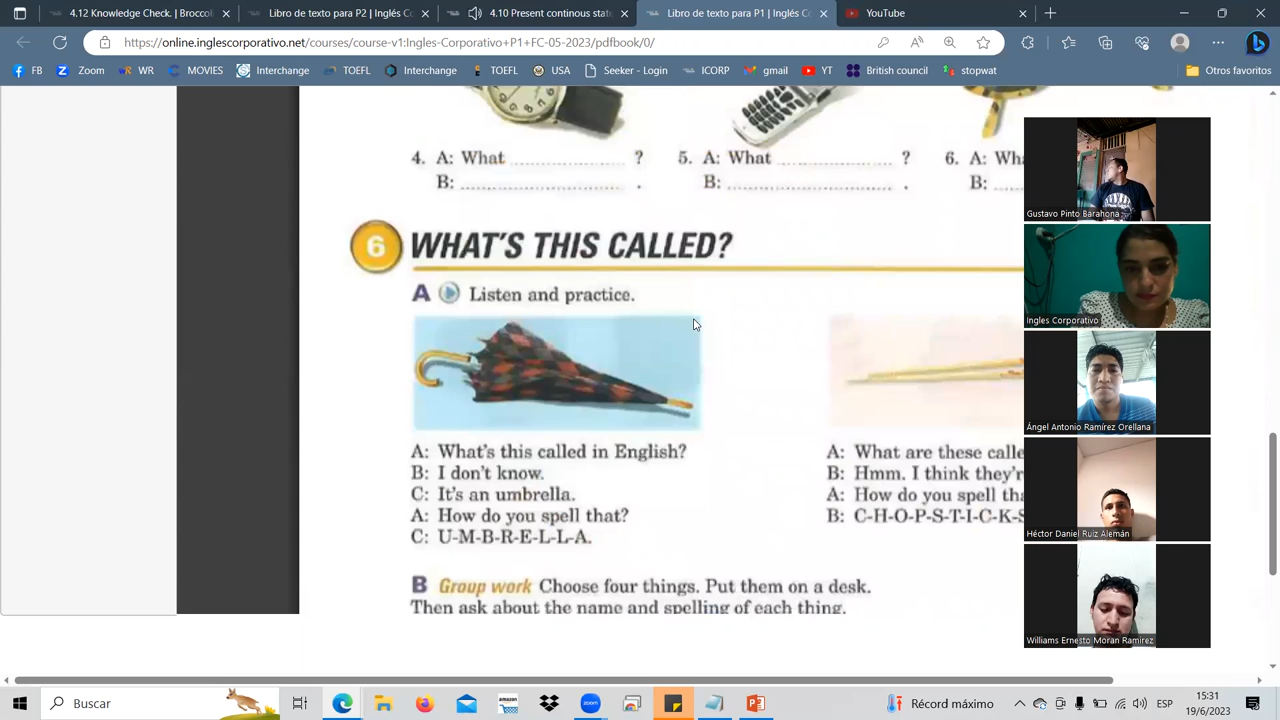 4.12 Knowledge Check. | Broccoli
Libro de texto para P2 | Inglés Co
4.10 Present continous state
Libro de texto para P1 | Inglés C
YouTube
https://online.inglescorporativo.net/courses/course-v1:Ingles-Corporativo+P1+FC-05-2023/pdfbook/0/
FB Zoom WR MOVIES Interchange TOEFL Interchange TOEFL USA Seeker - Login ICORP gmail YT British council stopwat Otros favoritos
4. A: What ........................ ? 5. A: What ........................ ? 6. A: Wh
B: ........................ . B: ........................ . B:
6 WHAT'S THIS CALLED?
A Listen and practice.
A: What's this called in English?
B: I don't know.
C: It's an umbrella.
A: How do you spell that?
C: U-M-B-R-E-L-L-A.
A: What are these calle
B: Hmm. I think they'r
A: How do you spell tha
B: C-H-O-P-S-T-I-C-K-S
B Group work Choose four things. Put them on a desk.
Then ask about the name and spelling of each thing.
Gustavo Pinto Barahona
Ingles Corporativo
Ángel Antonio Ramírez Orellana
Héctor Daniel Ruiz Alemán
Williams Ernesto Moran Ramirez
Buscar
Récord máximo
ESP
15:31
19/6/2023